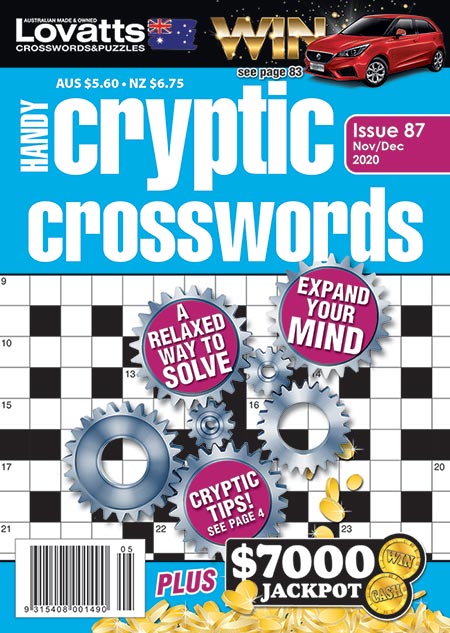 AUSTRALIAN MADE & OWNED
Lovatts
CROSSWORDS&PUZZLES
WIN
see page 83
AUS $5.60 • NZ $6.75
HANDY
cryptic
crosswords
Issue 87
Nov/Dec
2020
9
10
13
15
16
17
20
21
23
A
RELAXED
WAY TO
SOLVE
EXPAND
YOUR
MIND
CRYPTIC
TIPS!
SEE PAGE 4
05
9 315408 001490
PLUS
$7000
JACKPOT
WIN
CASH